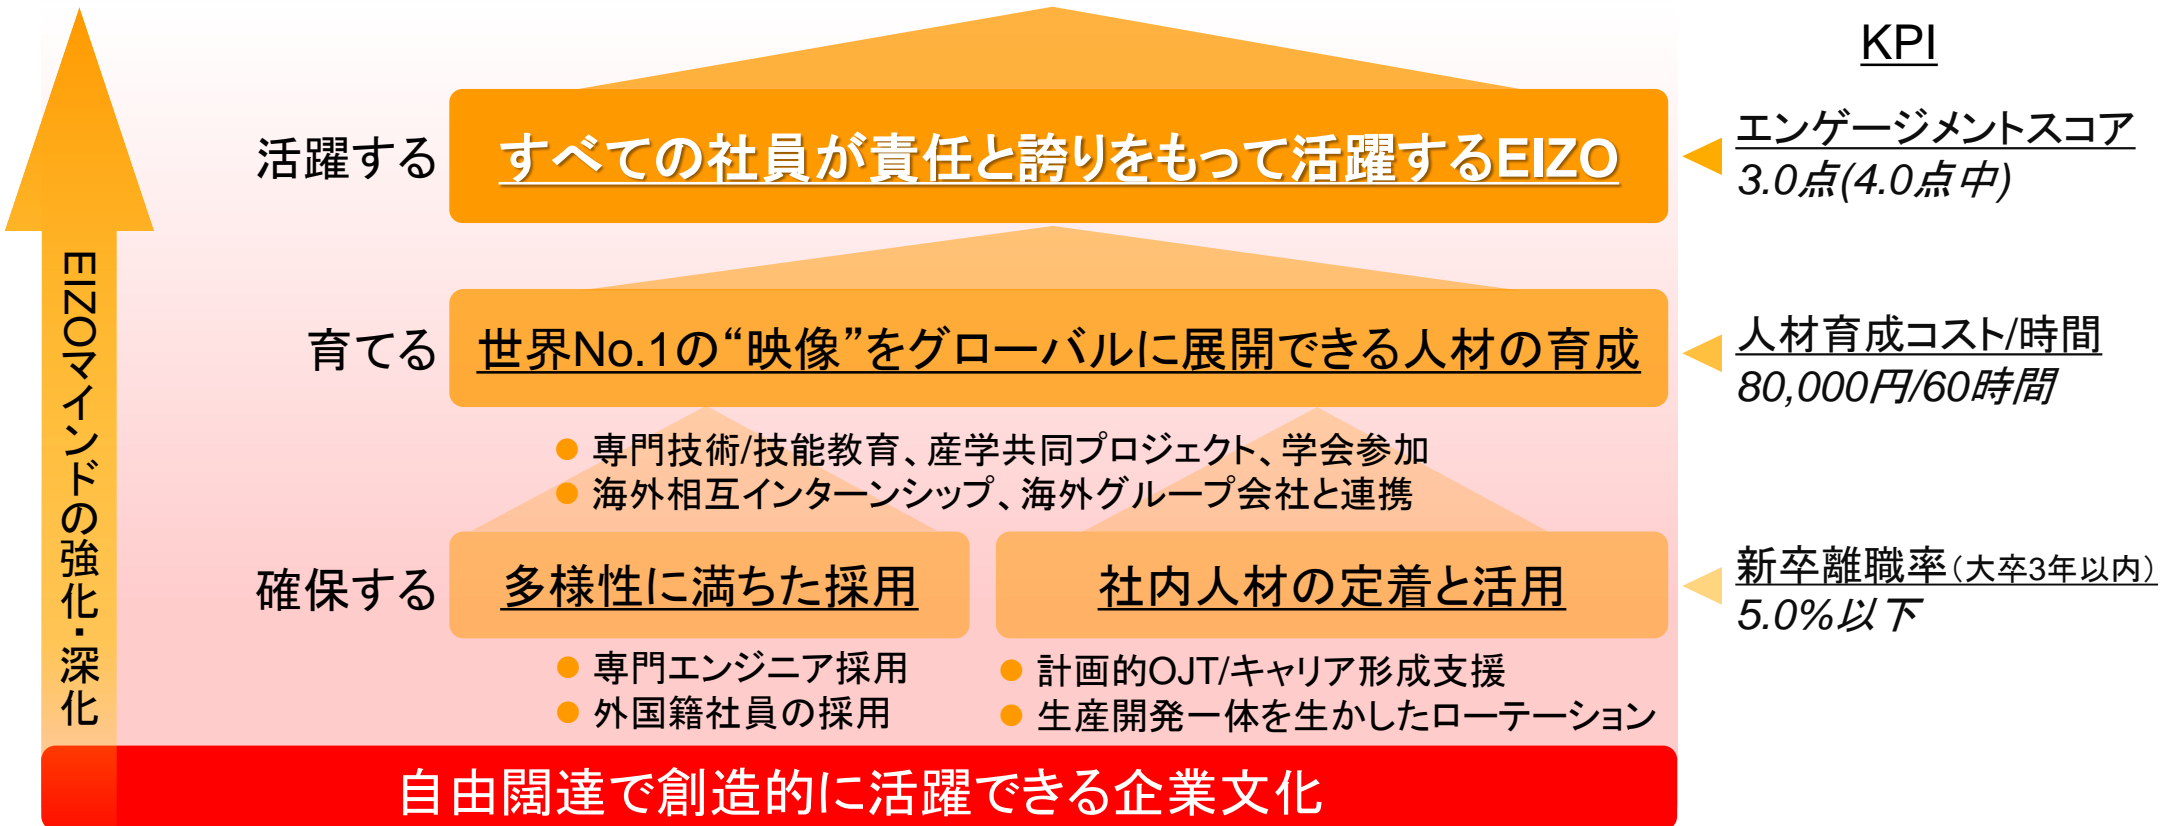 KPI
活躍する
すべての社員が責任と誇りをもって活躍するEIZO
エンゲージメントスコア
3.0点(4.0点中)
EIZOマインドの強化・深化
育てる
世界No.1の“映像”をグローバルに展開できる人材の育成
人材育成コスト/時間
80,000円/60時間
専門技術/技能教育、産学共同プロジェクト、学会参加
海外相互インターンシップ、海外グループ会社と連携
確保する
多様性に満ちた採用
社内人材の定着と活用
新卒離職率(大卒3年以内)
5.0%以下
専門エンジニア採用
外国籍社員の採用
計画的OJT/キャリア形成支援
生産開発一体を生かしたローテーション
自由闊達で創造的に活躍できる企業文化